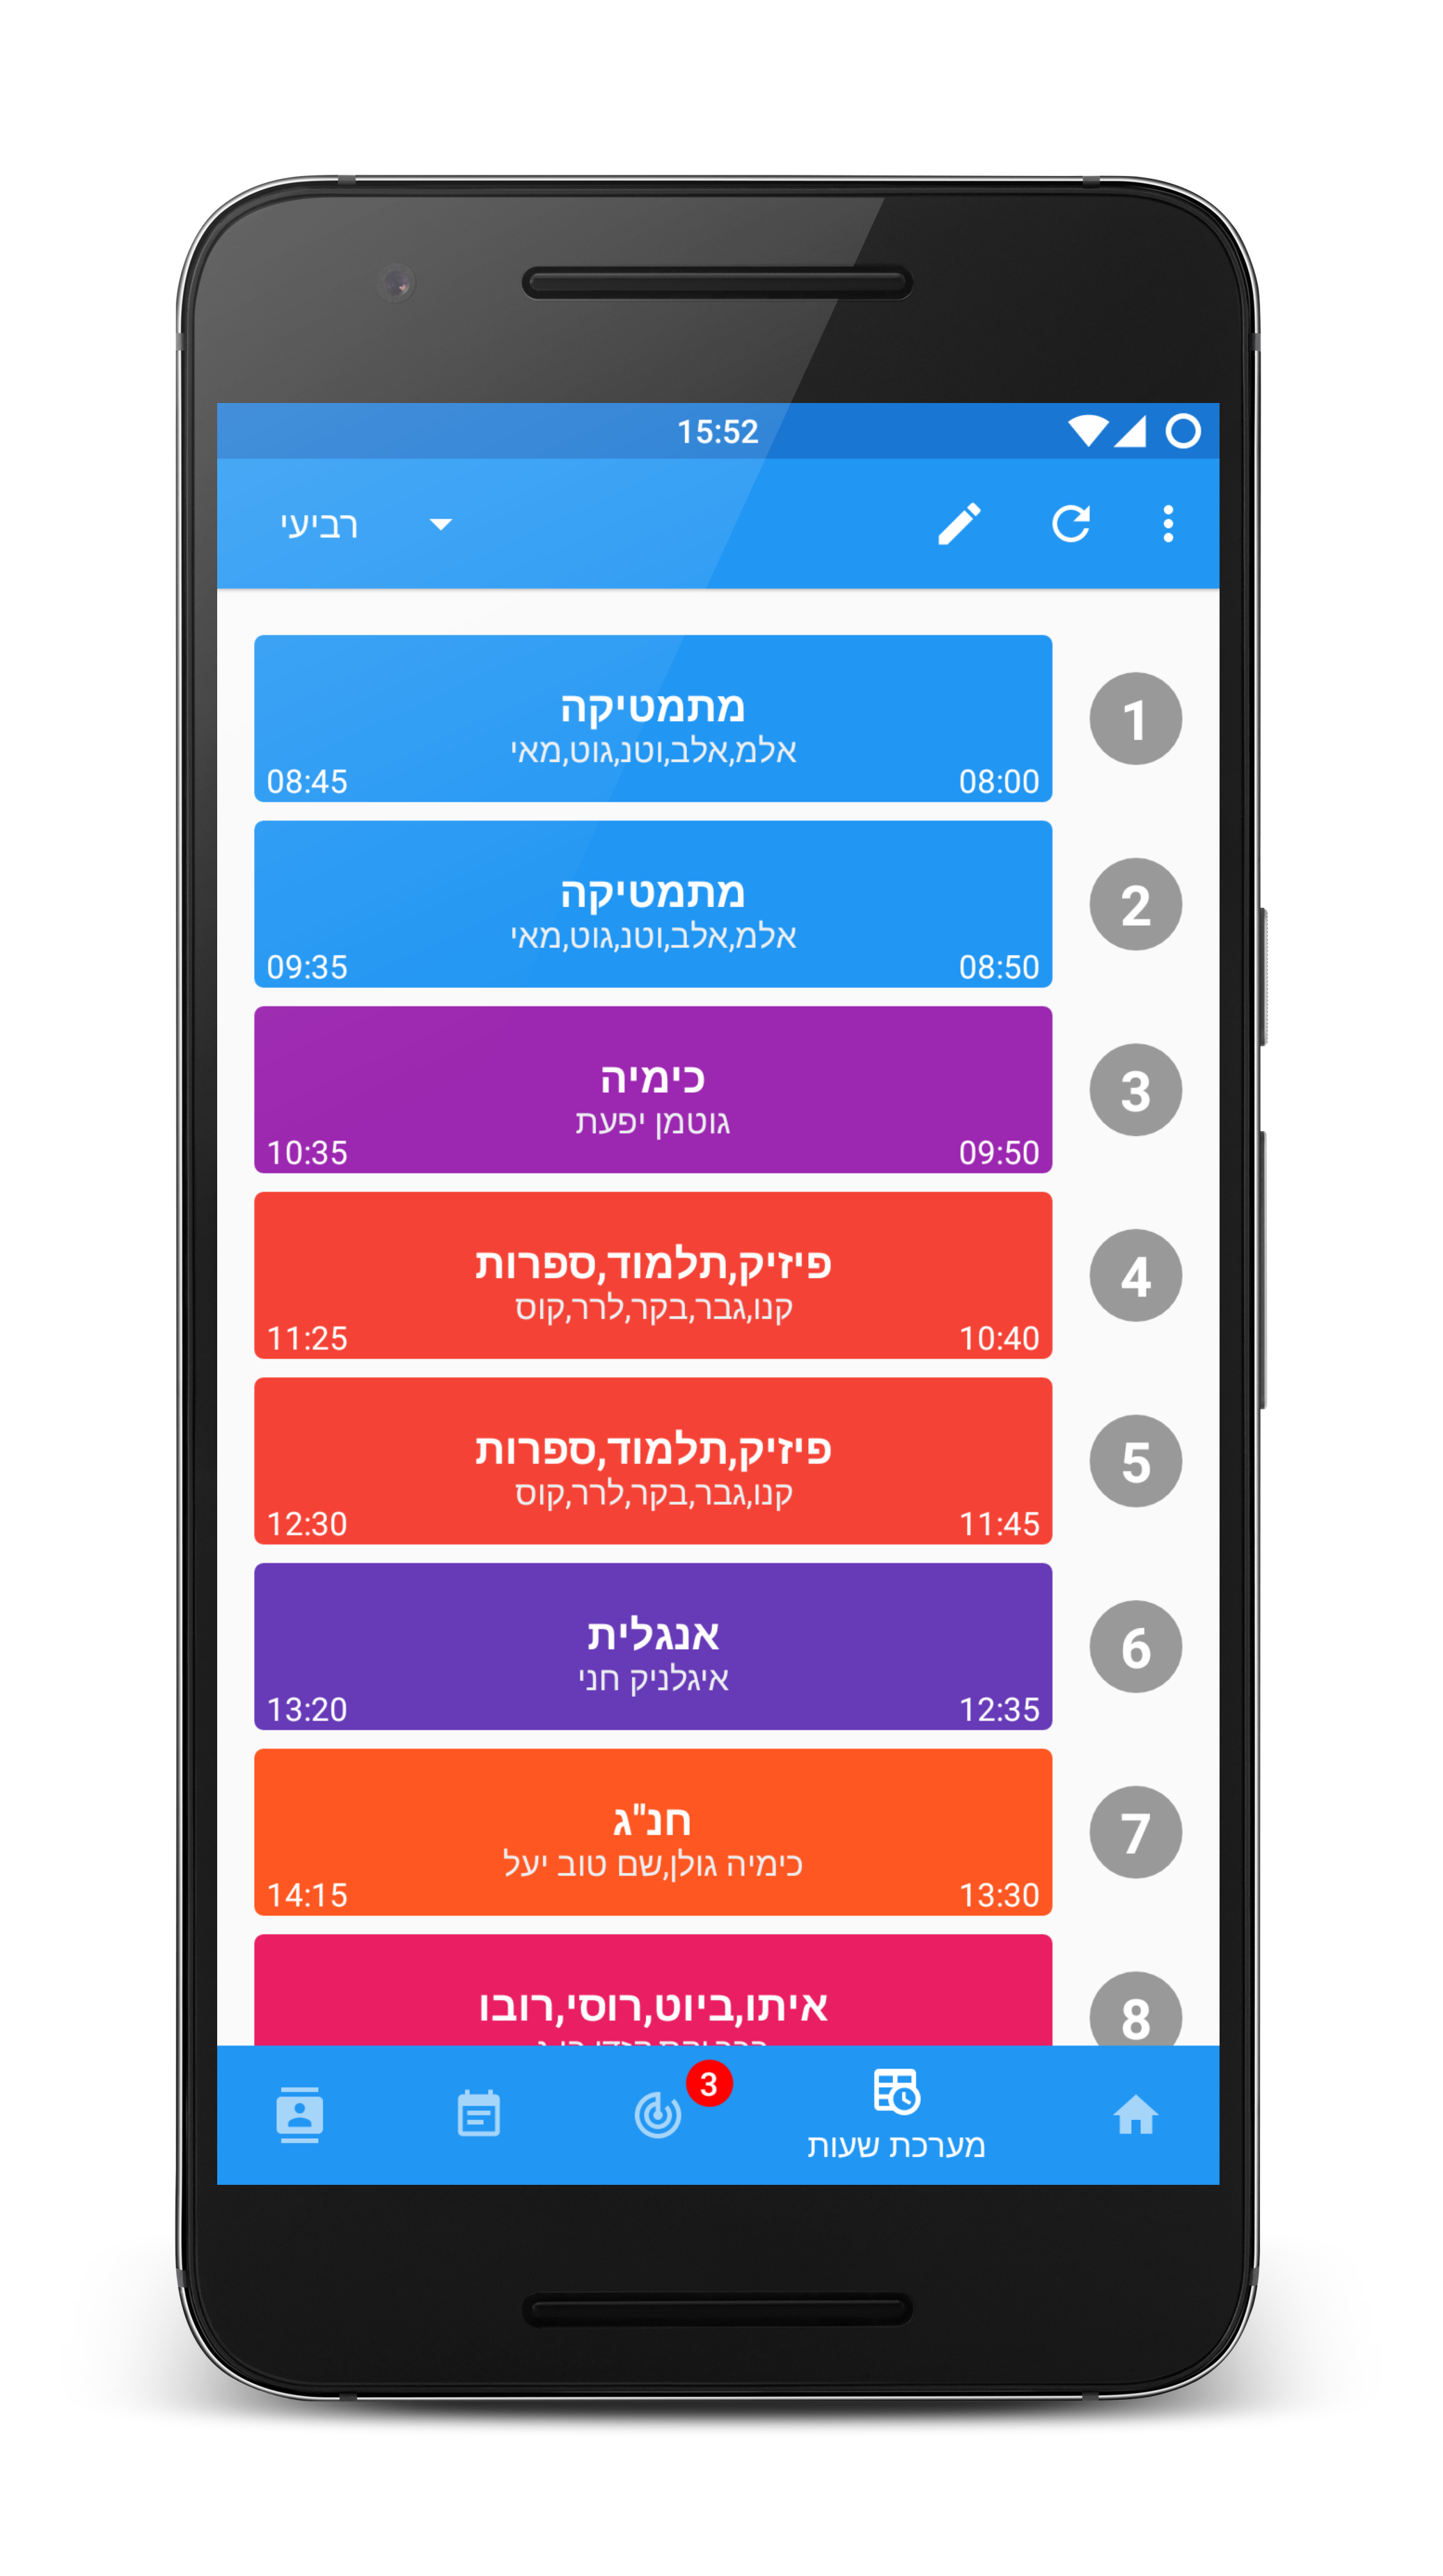 15:52
רביעי
מתמטיקה
אלמ,אלב,וטנ,גוט,מאי
08:00
08:45
1
מתמטיקה
אלמ,אלב,וטנ,גוט,מאי
08:50
09:35
2
כימיה
גוטמן יפעת
09:50
10:35
3
פיזיק,תלמוד,ספרות
קנו,גבר,בקר,לרר,קוס
10:40
11:25
4
פיזיק,תלמוד,ספרות
קנו,גבר,בקר,לרר,קוס
11:45
12:30
5
אנגלית
איגלניק חני
12:35
13:20
6
חנ"ג
כימיה גולן,שם טוב יעל
13:30
14:15
7
איתו,ביוט,רוסי,רובו
8
3
מערכת שעות